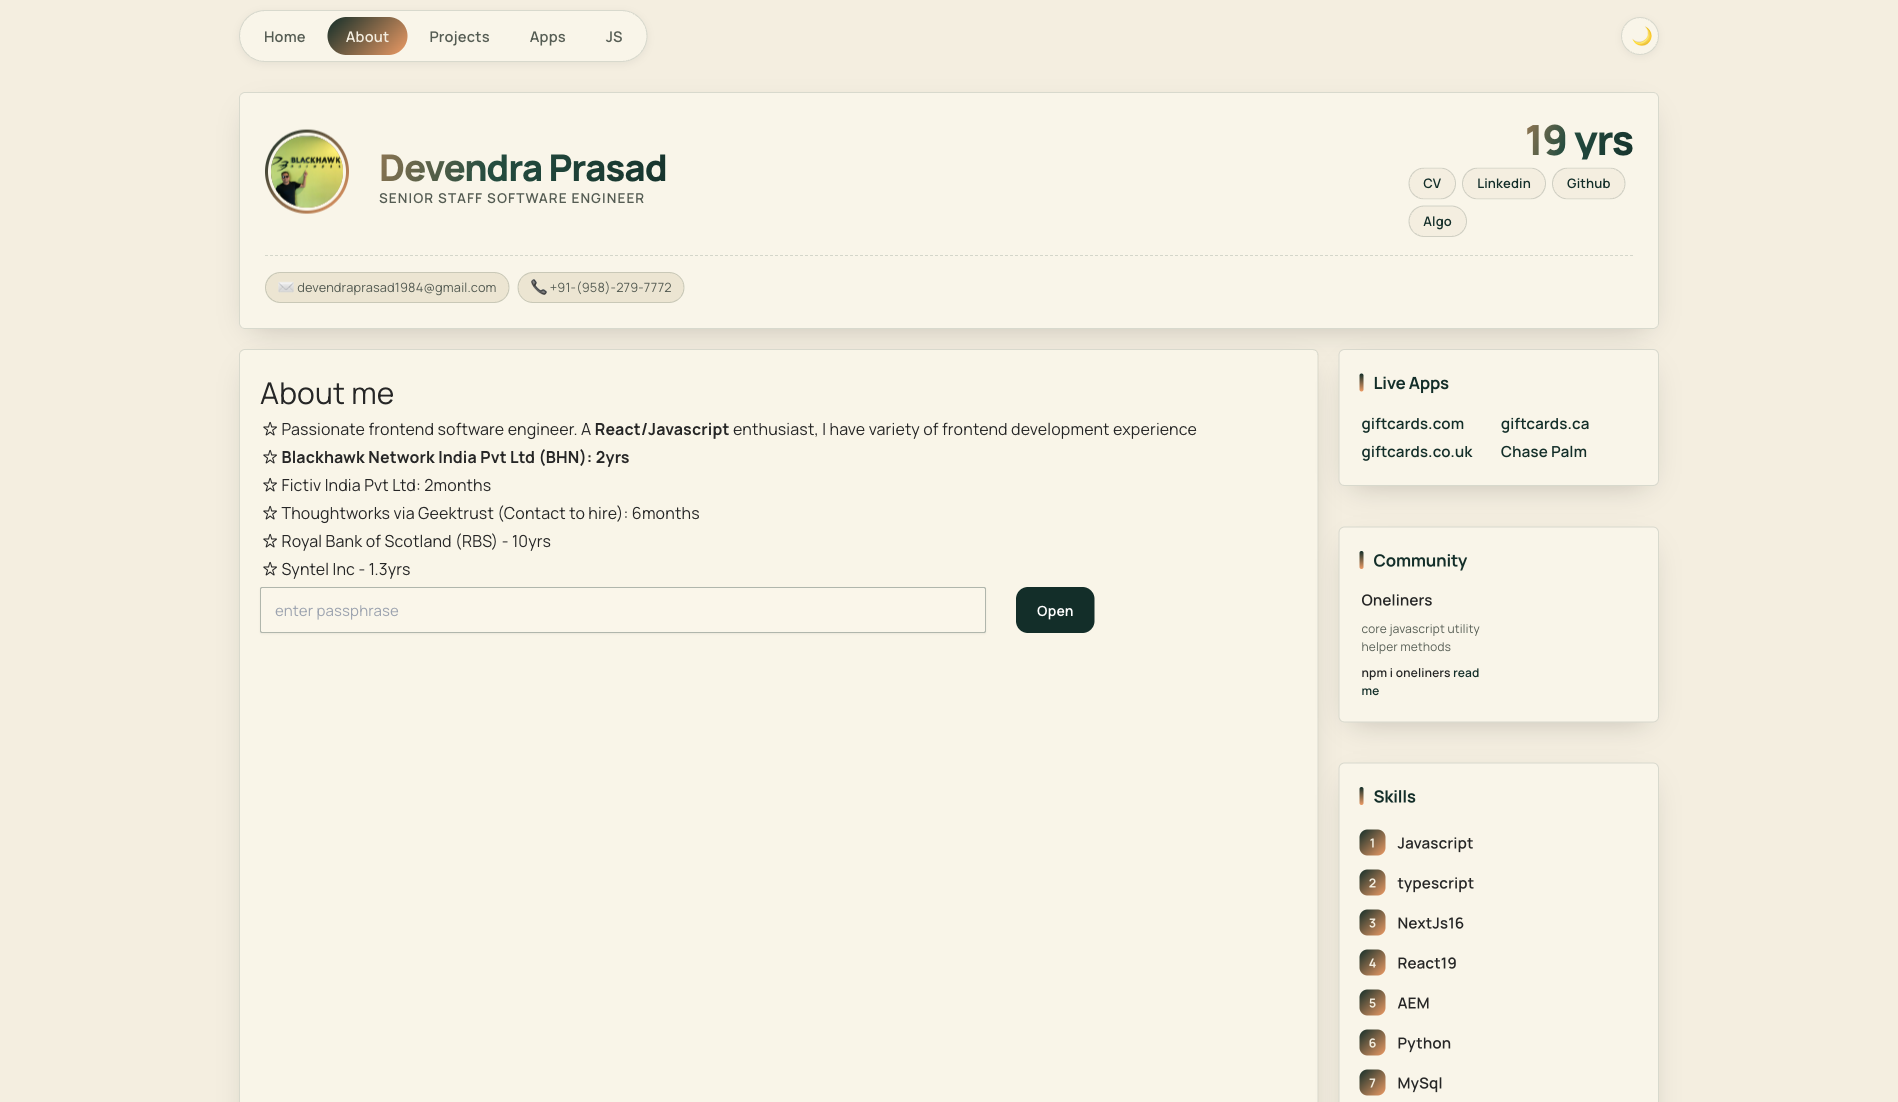 Home About Projects Apps JS
Devendra Prasad
SENIOR STAFF SOFTWARE ENGINEER
BLACKHAWK
19 yrs
CV Linkedin Github
Algo
devendraprasad1984@gmail.com +91-(958)-279-7772
About me
☆ Passionate frontend software engineer. A React/Javascript enthusiast, I have variety of frontend development experience
☆ Blackhawk Network India Pvt Ltd (BHN): 2yrs
☆ Fictiv India Pvt Ltd: 2months
☆ Thoughtworks via Geektrust (Contact to hire): 6months
☆ Royal Bank of Scotland (RBS) - 10yrs
☆ Syntel Inc - 1.3yrs
enter passphrase Open
Live Apps
giftcards.com giftcards.ca
giftcards.co.uk Chase Palm
Community
Oneliners
core javascript utility
helper methods
npm i oneliners read
me
Skills
1 Javascript
2 typescript
3 NextJs16
4 React19
5 AEM
6 Python
7 MySql